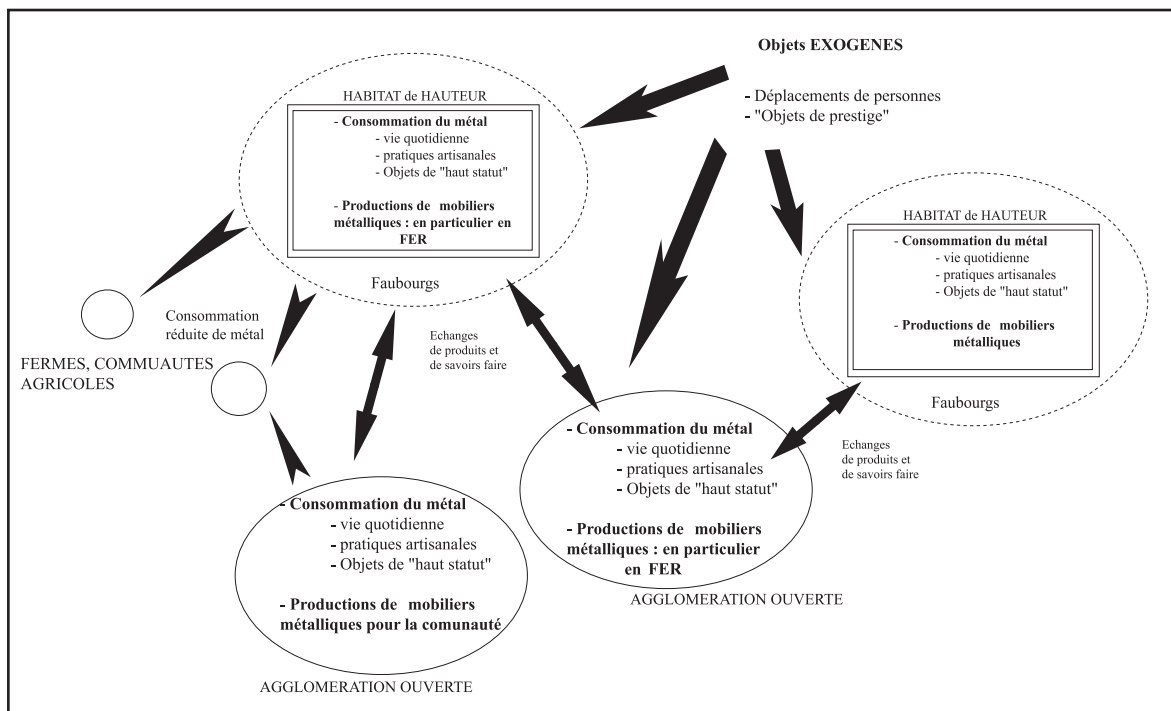 Objets EXOGENES
- Déplacements de personnes
- "Objets de prestige"
HABITAT de HAUTEUR
- Consommation du métal
- vie quotidienne
- pratiques artisanales
- Objets de "haut statut"
- Productions de mobiliers
métalliques : en particulier en
FER
Faubourgs
HABITAT de HAUTEUR
- Consommation du métal
- vie quotidienne
- pratiques artisanales
- Objets de "haut statut"
- Productions de mobiliers
métalliques
Faubourgs
Consommation
réduite de métal
FERMES, COMMUAUTES
AGRICOLES
Echanges
de produits et
de savoirs faire
Echanges
de produits et
de savoirs faire
- Consommation du métal
- vie quotidienne
- pratiques artisanales
- Objets de "haut statut"
- Productions de mobiliers
métalliques : en particulier
en FER
AGGLOMERATION OUVERTE
- Consommation du métal
- vie quotidienne
- pratiques artisanales
- Objets de "haut statut"
- Productions de mobiliers
métalliques pour la comunauté
AGGLOMERATION OUVERTE